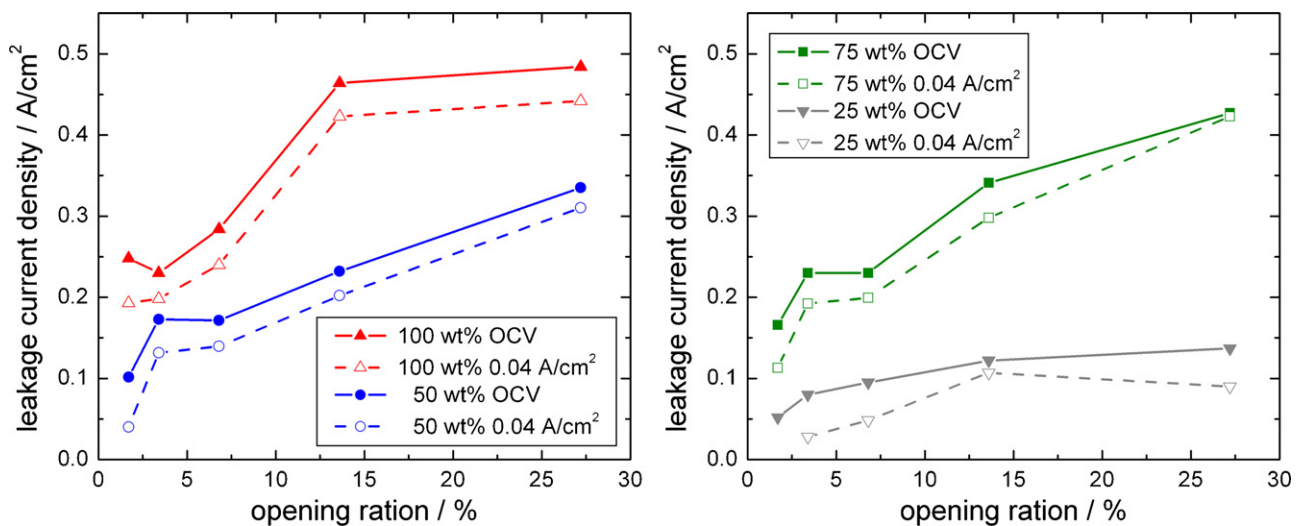 leakage current density / A/cm²
0.5
0.4
0.3
0.2
0.1
0.0
100 wt% OCV
100 wt% 0.04 A/cm²
50 wt% OCV
50 wt% 0.04 A/cm²
0 5 10 15 20 25 30
opening ration / %
leakage current density / A/cm²
0.5
0.4
0.3
0.2
0.1
0.0
75 wt% OCV
75 wt% 0.04 A/cm²
25 wt% OCV
25 wt% 0.04 A/cm²
0 5 10 15 20 25 30
opening ration / %